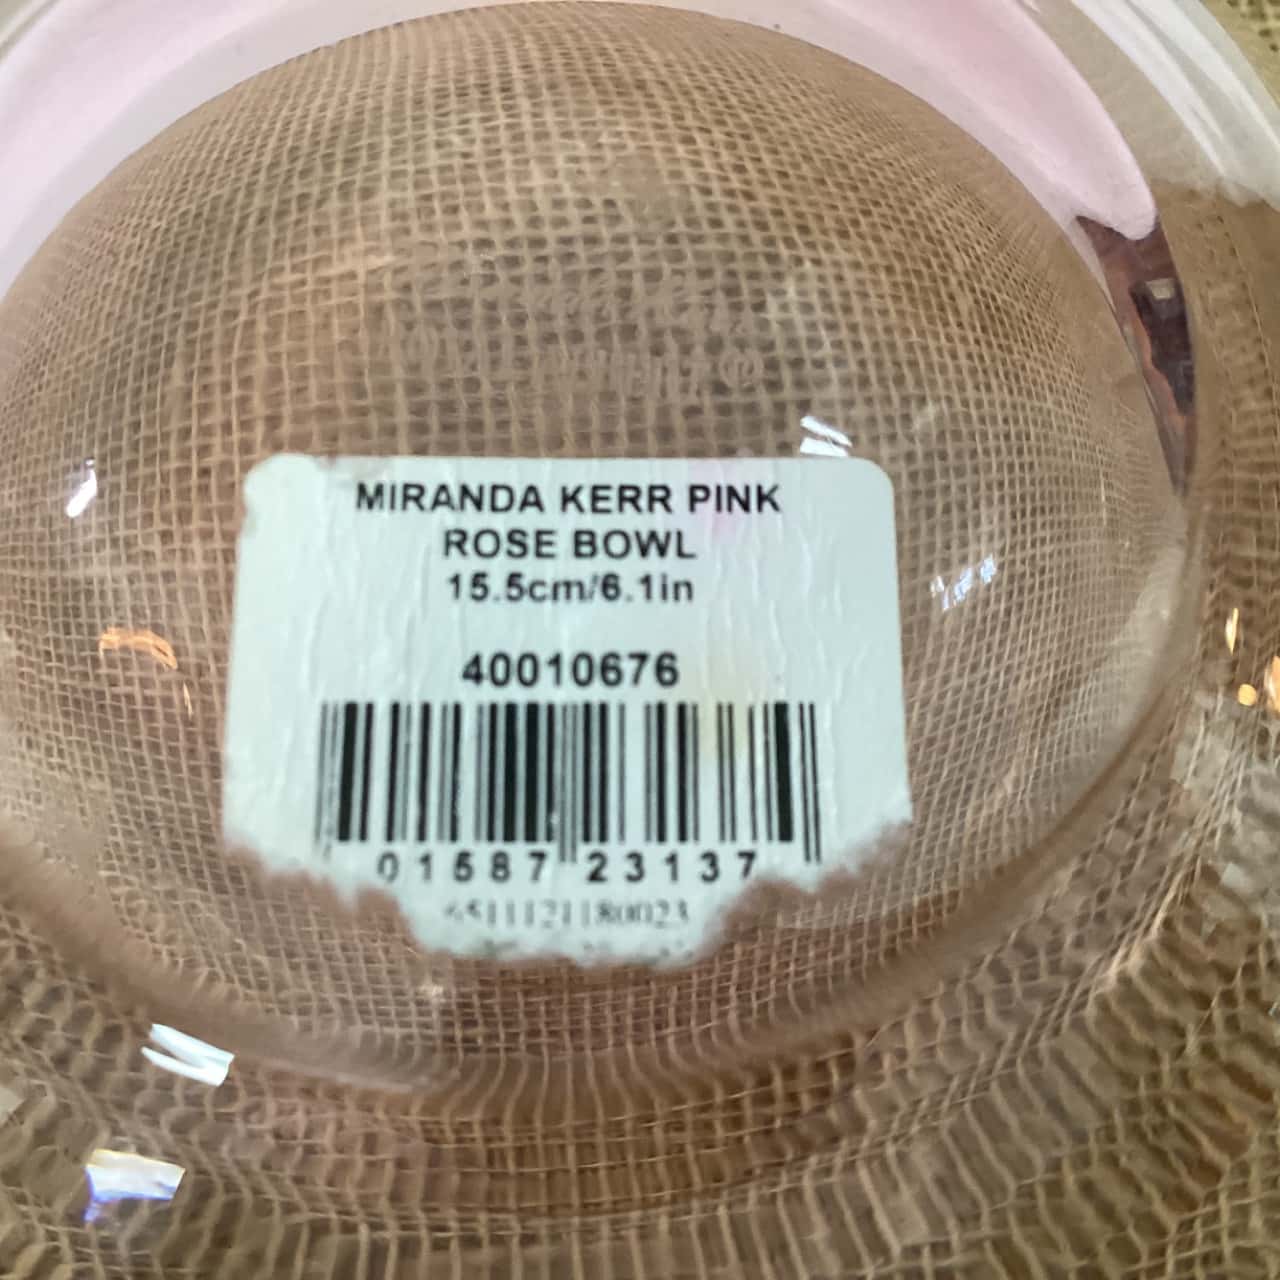 MIRANDA KERR PINK
ROSE BOWL
15.5cm/6.1in
40010676
01587 23137